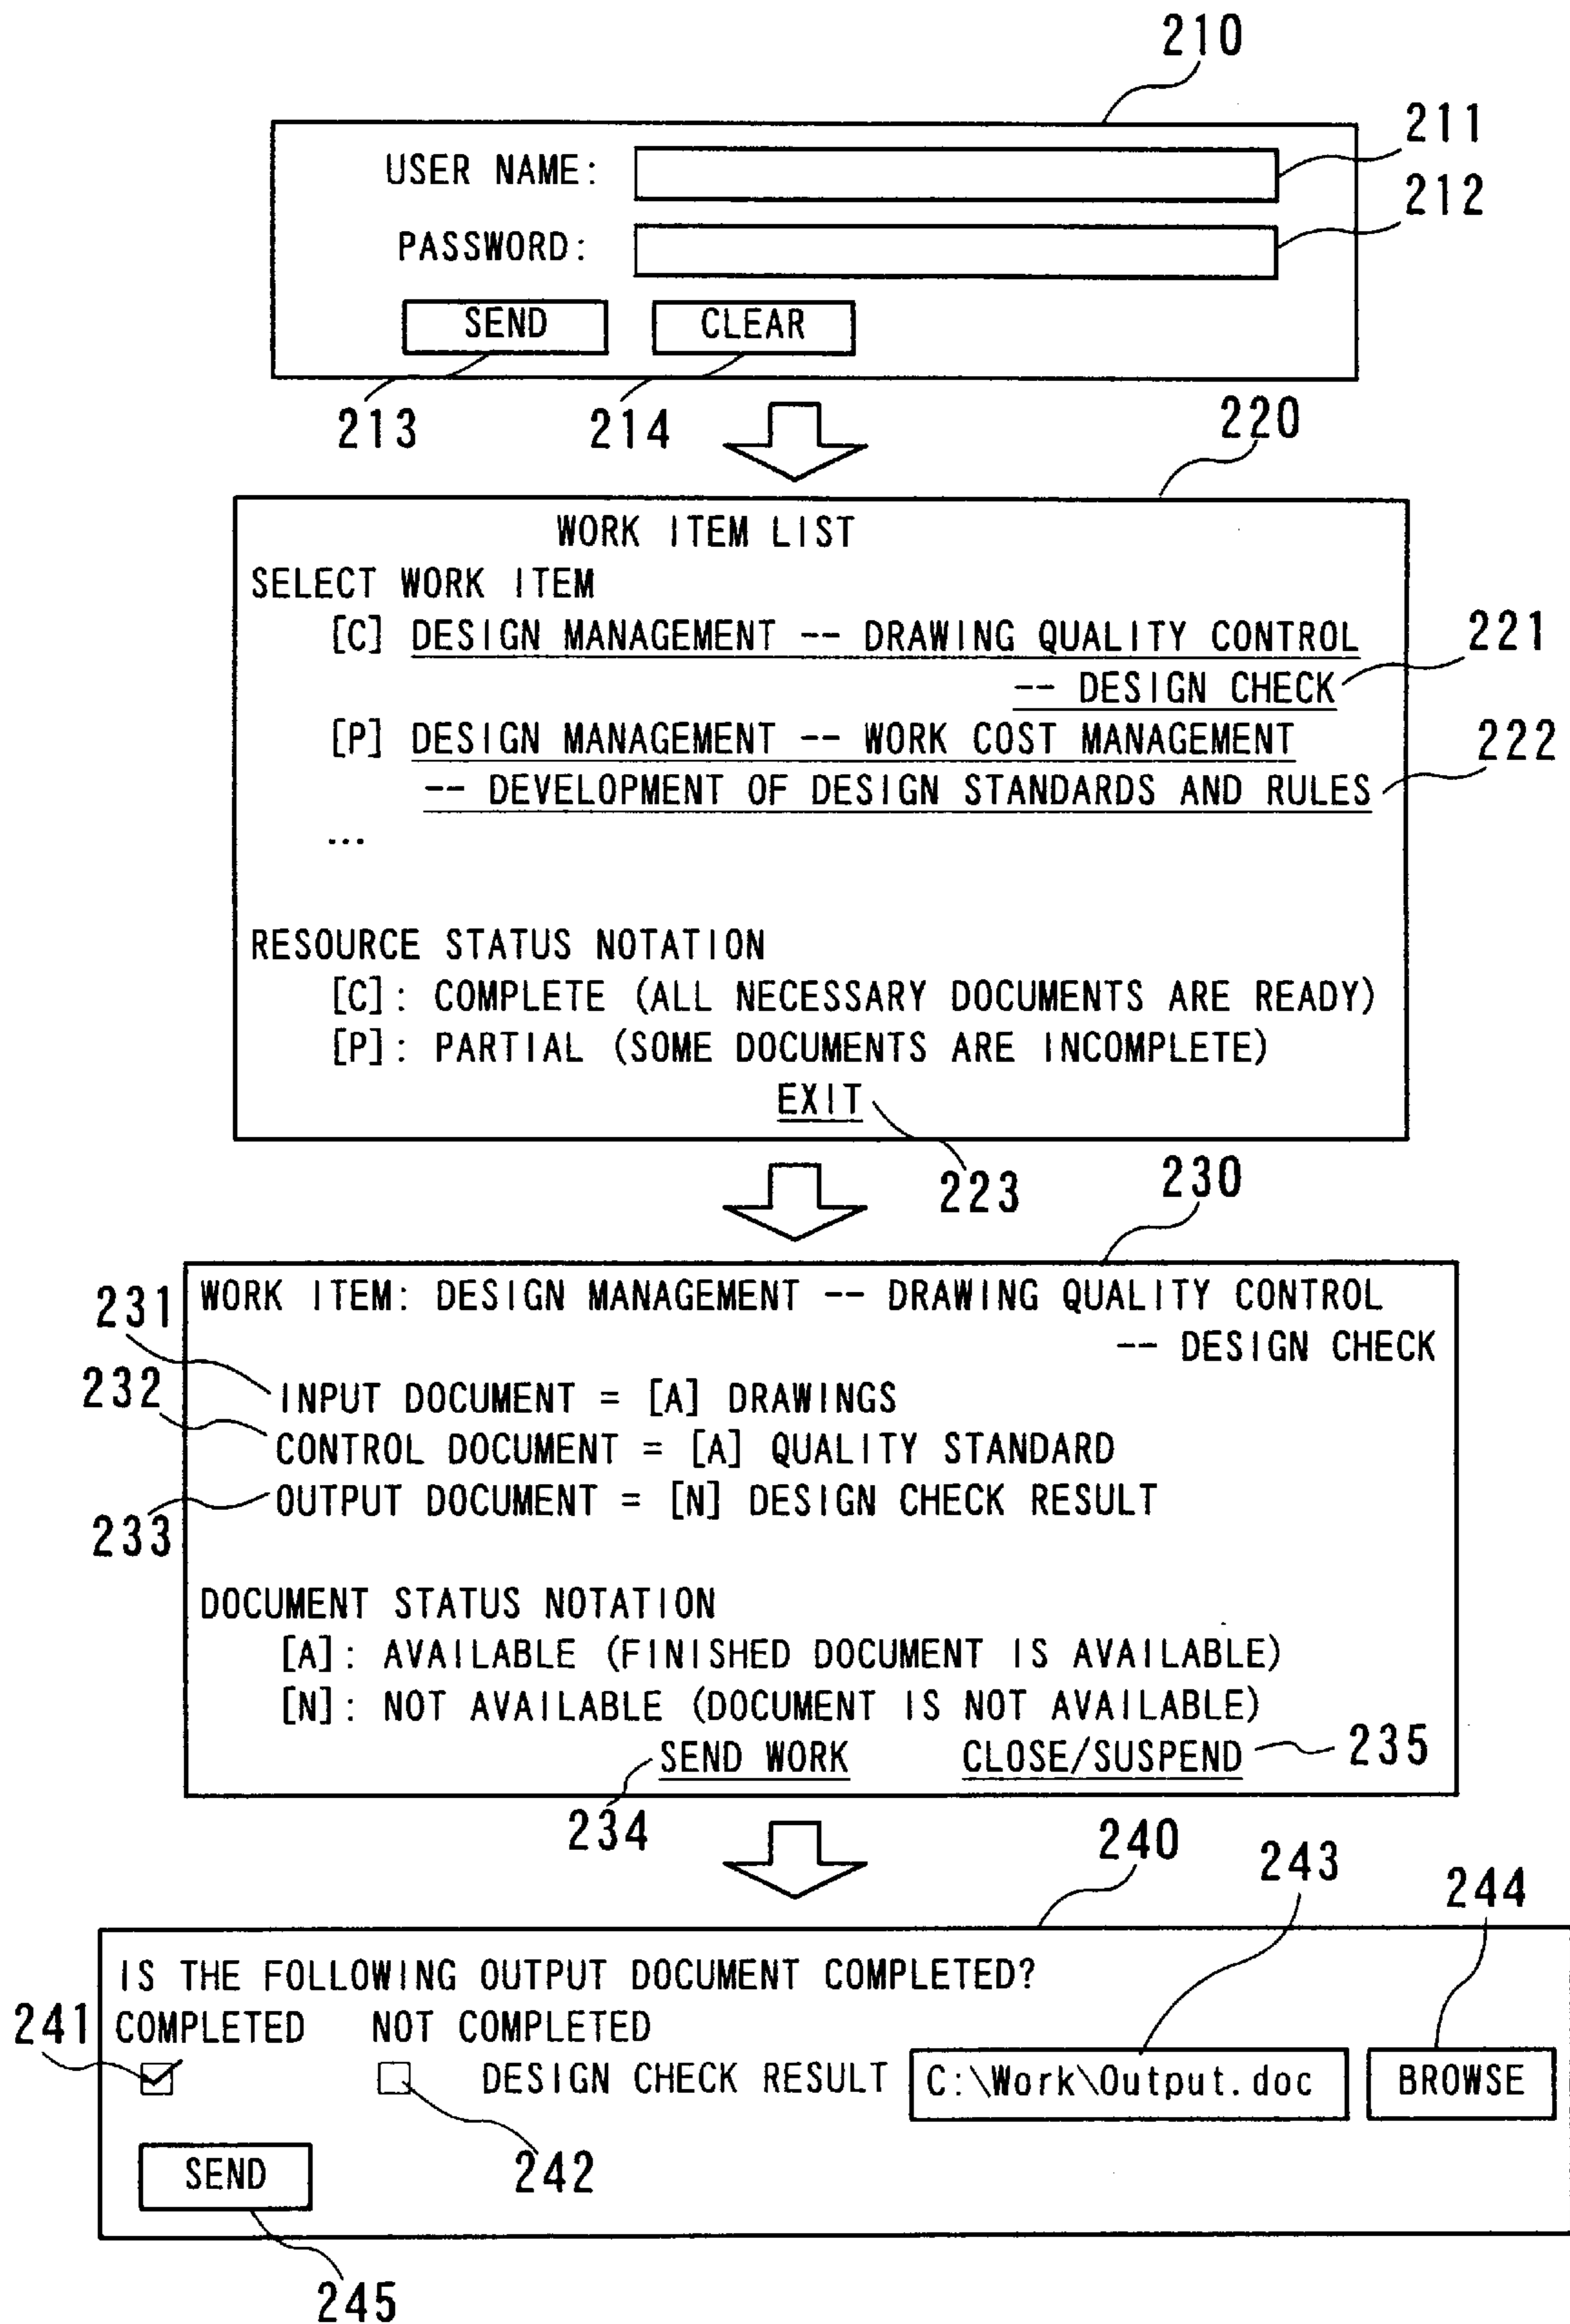 210
USER NAME:
211
PASSWORD:
212
SEND CLEAR
213 214
220
WORK ITEM LIST
SELECT WORK ITEM
[C] DESIGN MANAGEMENT -- DRAWING QUALITY CONTROL
-- DESIGN CHECK
221
[P] DESIGN MANAGEMENT -- WORK COST MANAGEMENT
-- DEVELOPMENT OF DESIGN STANDARDS AND RULES
222
...
RESOURCE STATUS NOTATION
[C]: COMPLETE (ALL NECESSARY DOCUMENTS ARE READY)
[P]: PARTIAL (SOME DOCUMENTS ARE INCOMPLETE)
EXIT
223
230
WORK ITEM: DESIGN MANAGEMENT -- DRAWING QUALITY CONTROL
-- DESIGN CHECK
231
INPUT DOCUMENT = [A] DRAWINGS
232
CONTROL DOCUMENT = [A] QUALITY STANDARD
OUTPUT DOCUMENT = [N] DESIGN CHECK RESULT
233
DOCUMENT STATUS NOTATION
[A]: AVAILABLE (FINISHED DOCUMENT IS AVAILABLE)
[N]: NOT AVAILABLE (DOCUMENT IS NOT AVAILABLE)
SEND WORK CLOSE/SUSPEND 235
234
240 243 244
IS THE FOLLOWING OUTPUT DOCUMENT COMPLETED?
241 COMPLETED NOT COMPLETED
DESIGN CHECK RESULT C:\Work\Output.doc BROWSE
SEND
242
245